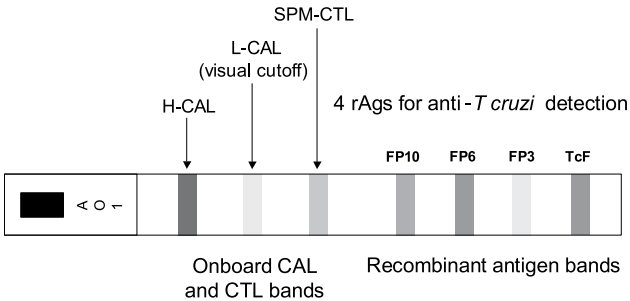 SPM-CTL
L-CAL
(visual cutoff)
H-CAL
4 rAgs for anti-T cruzi detection
FP10 FP6 FP3 TcF
A O 1
Onboard CAL
and CTL bands
Recombinant antigen bands